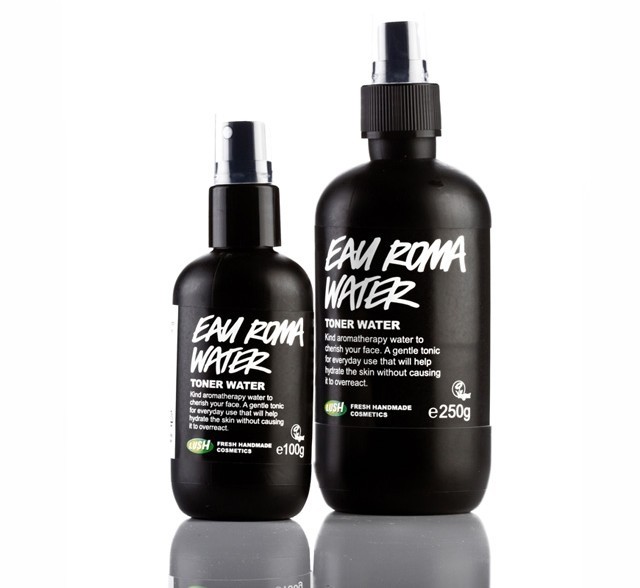 EAU ROMA
WATER
TONER WATER
Kind aromatherapy water to
cherish your face. A gentle tonic
for everyday use that will help
hydrate the skin without causing
it to overreact.
LUSH
FRESH HANDMADE
COSMETICS
e100g
EAU ROMA
WATER
TONER WATER
Kind aromatherapy water to
cherish your face. A gentle tonic
for everyday use that will help
hydrate the skin without causing
it to overreact.
LUSH
FRESH HANDMADE
COSMETICS
e250g